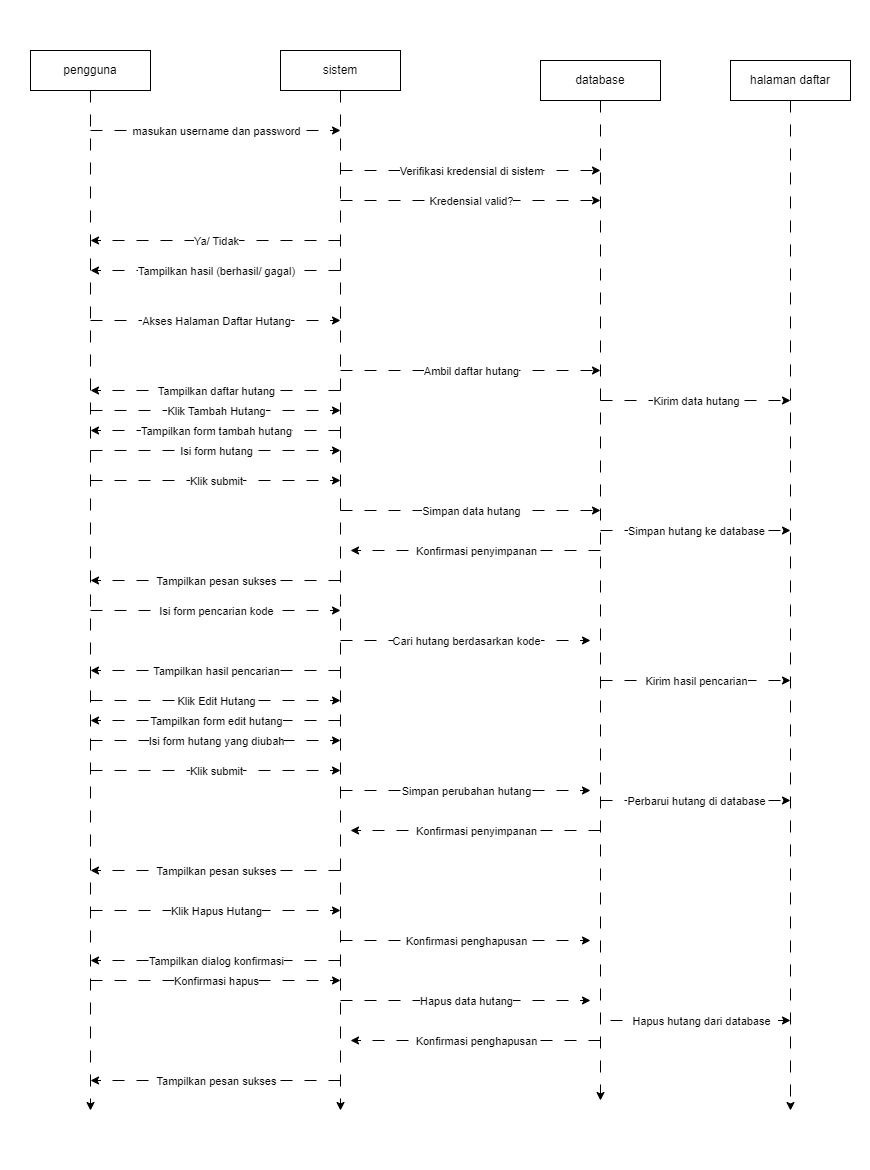 pengguna
sistem
database
halaman daftar
masukan username dan password
Verifikasi kredensial di sistem
Kredensial valid?
Ya/ Tidak
Tampilkan hasil (berhasil/ gagal)
Akses Halaman Daftar Hutang
Ambil daftar hutang
Tampilkan daftar hutang
Kirim data hutang
Klik Tambah Hutang
Tampilkan form tambah hutang
Isi form hutang
Klik submit
Simpan data hutang
Simpan hutang ke database
Konfirmasi penyimpanan
Tampilkan pesan sukses
Isi form pencarian kode
Cari hutang berdasarkan kode
Tampilkan hasil pencarian
Kirim hasil pencarian
Klik Edit Hutang
Tampilkan form edit hutang
Isi form hutang yang diubah
Klik submit
Simpan perubahan hutang
Perbarui hutang di database
Konfirmasi penyimpanan
Tampilkan pesan sukses
Klik Hapus Hutang
Konfirmasi penghapusan
Tampilkan dialog konfirmasi
Konfirmasi hapus
Hapus data hutang
Hapus hutang dari database
Konfirmasi penghapusan
Tampilkan pesan sukses